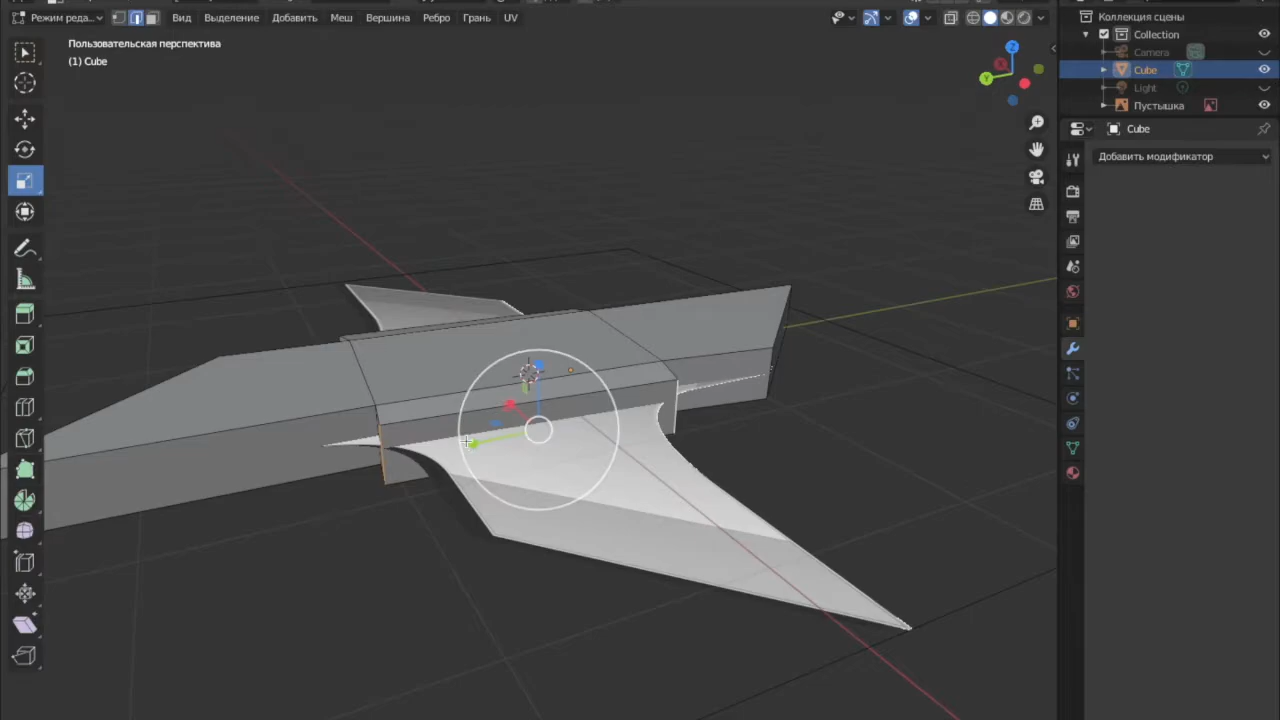 Режим реда...
Вид
Выделение
Добавить
Меш
Вершина
Ребро
Грань
UV
Пользовательская перспектива
(1) Cube
Z
Y
X
Коллекция сцены
Collection
Camera
Cube
Light
Пустышка
Cube
Добавить модификатор